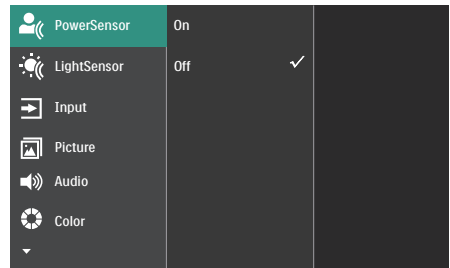 PowerSensor
On
LightSensor
Off
Input
Picture
Audio
Color